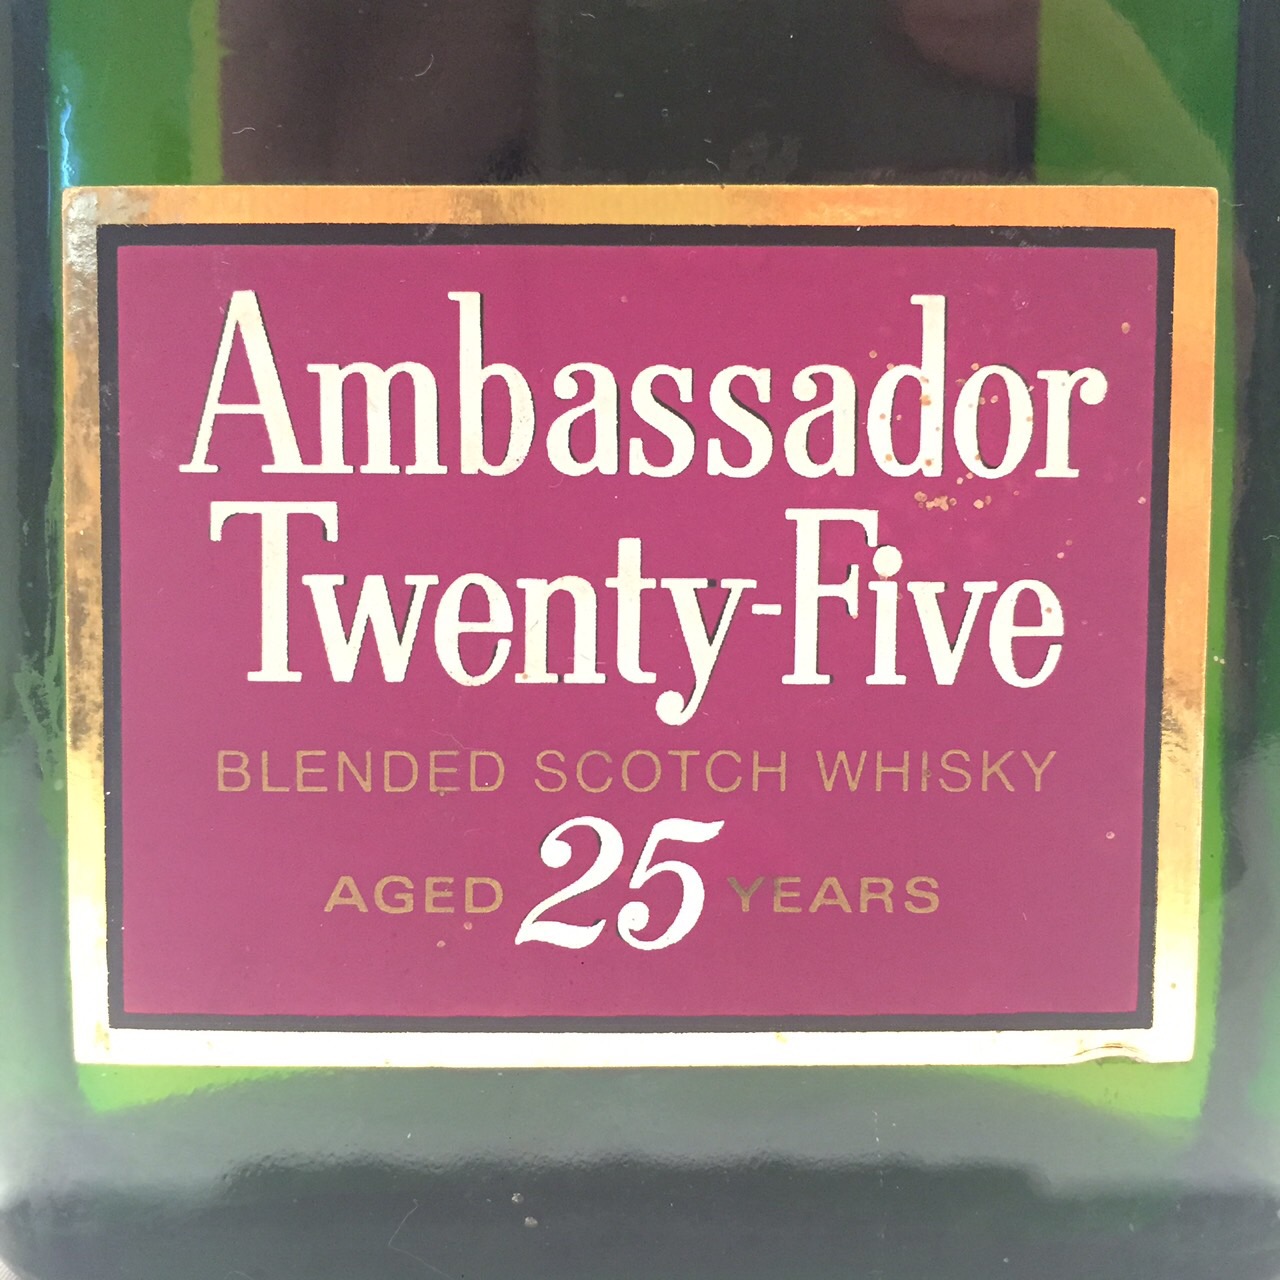 Ambassador
Twenty-Five
BLENDED SCOTCH WHISKY
AGED 25 YEARS